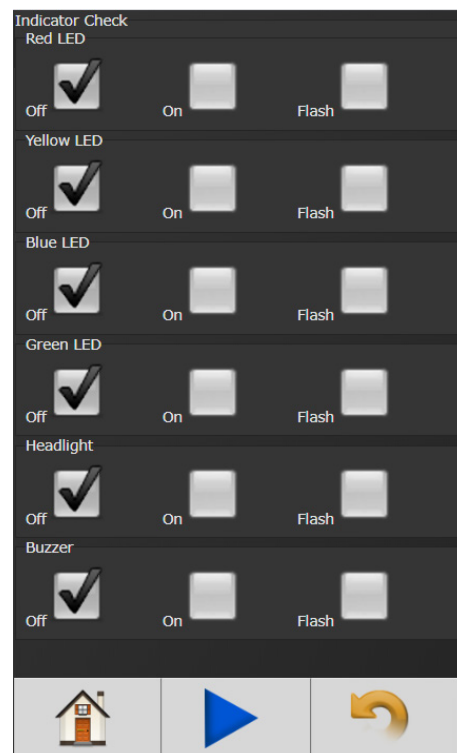 Indicator Check
Red LED
Off On Flash
Yellow LED
Off On Flash
Blue LED
Off On Flash
Green LED
Off On Flash
Headlight
Off On Flash
Buzzer
Off On Flash